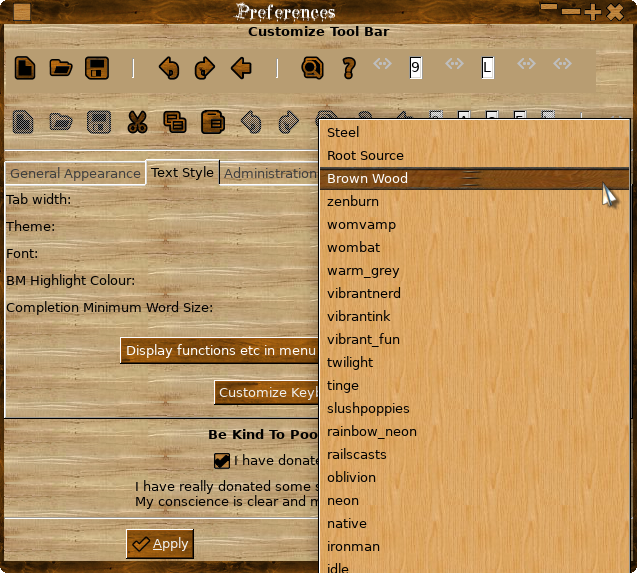 Preferences
Customize Tool Bar
9
L
General Appearance
Text Style
Administration
Tab width:
Theme:
Font:
BM Highlight Colour:
Completion Minimum Word Size:
Display functions etc in menu
Customize Keyb
Be Kind To Poo
I have donate
I have really donated some s
My conscience is clear and m
Apply
Steel
Root Source
Brown Wood
zenburn
womvamp
wombat
warm_grey
vibrantnerd
vibrantink
vibrant_fun
twilight
tinge
slushpoppies
rainbow_neon
railscasts
oblivion
neon
native
ironman
idle